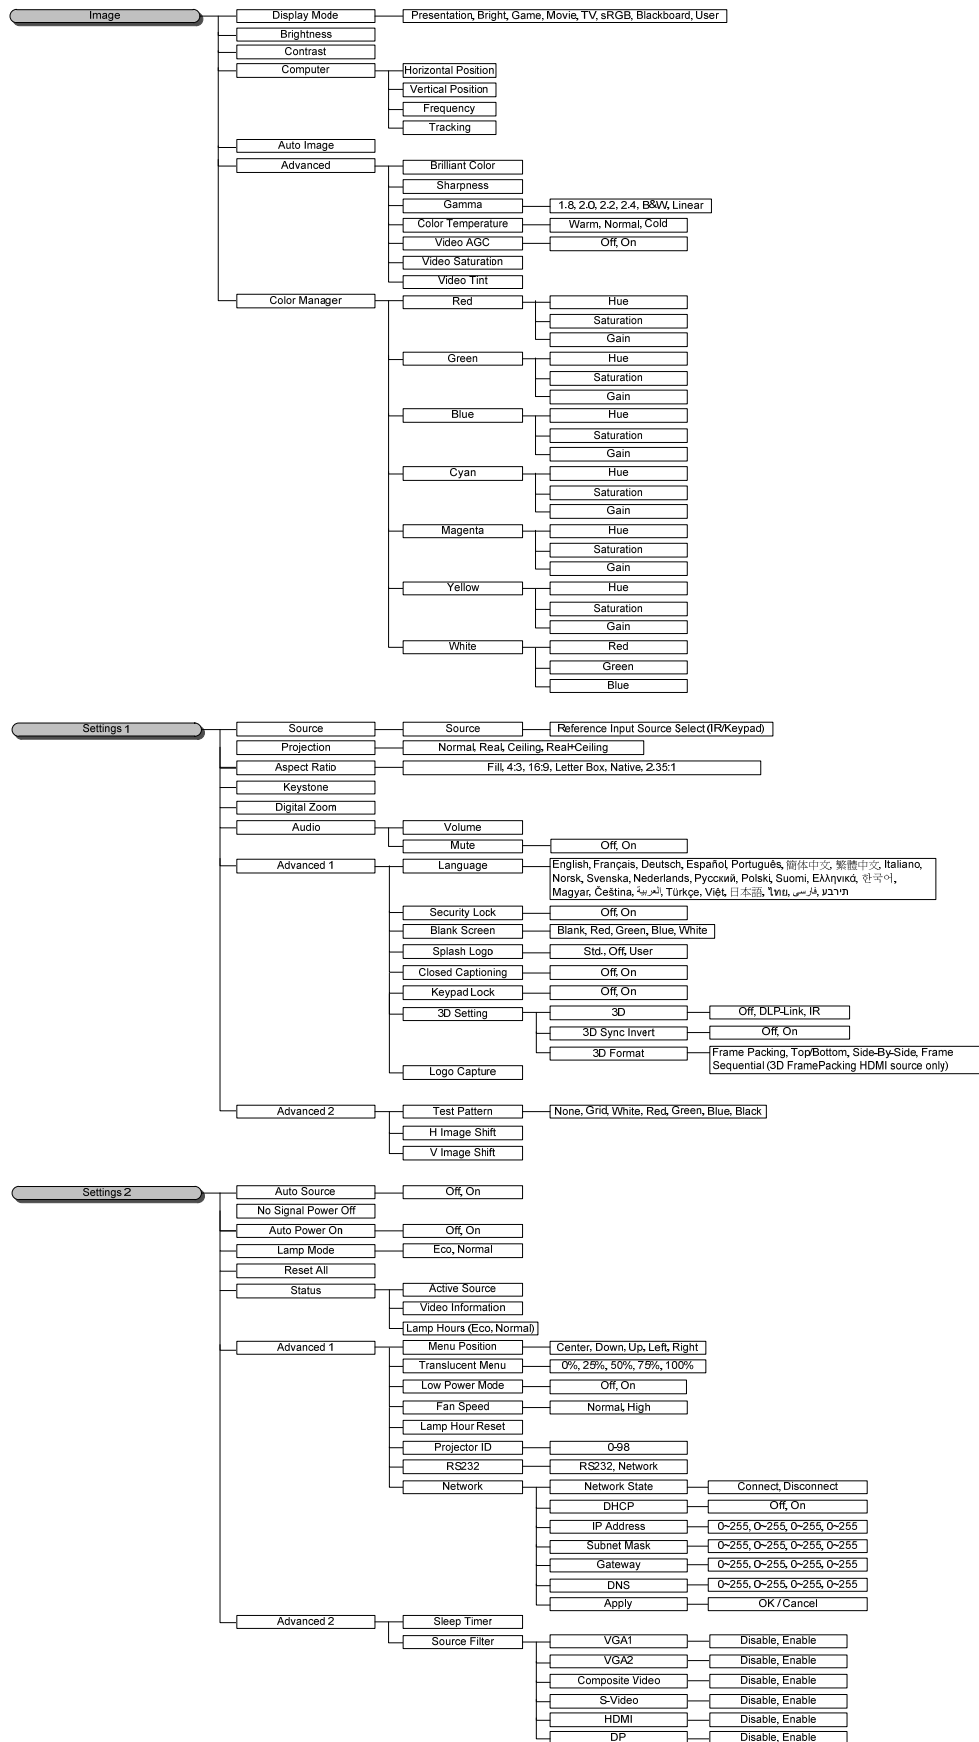 Image
Display Mode
Presentation, Bright, Game, Movie, TV, sRGB, Blackboard, User
Brightness
Contrast
Computer
Horizontal Position
Vertical Position
Frequency
Tracking
Auto Image
Advanced
Brilliant Color
Sharpness
Gamma
1.8, 2.0, 2.2, 2.4, B&W, Linear
Color Temperature
Warm, Normal, Cold
Video AGC
Off, On
Video Saturation
Video Tint
Color Manager
Red
Hue
Saturation
Gain
Green
Hue
Saturation
Gain
Blue
Hue
Saturation
Gain
Cyan
Hue
Saturation
Gain
Magenta
Hue
Saturation
Gain
Yellow
Hue
Saturation
Gain
White
Red
Green
Blue
Settings 1
Source
Source
Reference Input Source Select (IR/Keypad)
Projection
Normal, Real, Ceiling, Real+Ceiling
Aspect Ratio
Fill, 4:3, 16:9, Letter Box, Native, 2.35:1
Keystone
Digital Zoom
Audio
Volume
Mute
Off, On
Advanced 1
Language
English, Français, Deutsch, Español, Português, 簡体中文, 繁體中文, Italiano,
Norsk, Svenska, Nederlands, Русский, Polski, Suomi, Ελληνικά, 한국어,
Magyar, Čeština, العربية, Türkçe, Việt, 日本語, ไทย, فارسی, תירבע
Security Lock
Off, On
Blank Screen
Blank, Red, Green, Blue, White
Splash Logo
Std., Off, User
Closed Captioning
Off, On
Keypad Lock
Off, On
3D Setting
3D
Off, DLP-Link, IR
3D Sync Invert
Off, On
3D Format
Frame Packing, Top/Bottom, Side-By-Side, Frame
Sequential (3D FramePacking HDMI source only)
Logo Capture
Advanced 2
Test Pattern
None, Grid, White, Red, Green, Blue, Black
H Image Shift
V Image Shift
Settings 2
Auto Source
Off, On
No Signal Power Off
Auto Power On
Off, On
Lamp Mode
Eco, Normal
Reset All
Status
Active Source
Video Information
Lamp Hours (Eco, Normal)
Advanced 1
Menu Position
Center, Down, Up, Left, Right
Translucent Menu
0%, 25%, 50%, 75%, 100%
Low Power Mode
Off, On
Fan Speed
Normal, High
Lamp Hour Reset
Projector ID
0-98
RS232
RS232, Network
Network
Network State
Connect, Disconnect
DHCP
Off, On
IP Address
0~255, 0~255, 0~255, 0~255
Subnet Mask
0~255, 0~255, 0~255, 0~255
Gateway
0~255, 0~255, 0~255, 0~255
DNS
0~255, 0~255, 0~255, 0~255
Apply
OK / Cancel
Advanced 2
Sleep Timer
Source Filter
VGA1
Disable, Enable
VGA2
Disable, Enable
Composite Video
Disable, Enable
S-Video
Disable, Enable
HDMI
Disable, Enable
DP
Disable, Enable